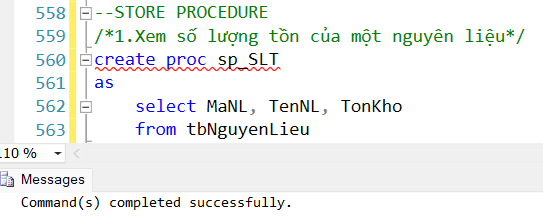 558 --STORE PROCEDURE
559 /*1.Xem số lượng tồn của một nguyên liệu*/
560 create proc sp_SLT
561 as
562 select MaNL, TenNL, TonKho
563 from tbNguyenLieu
110 %
Messages
Command(s) completed successfully.